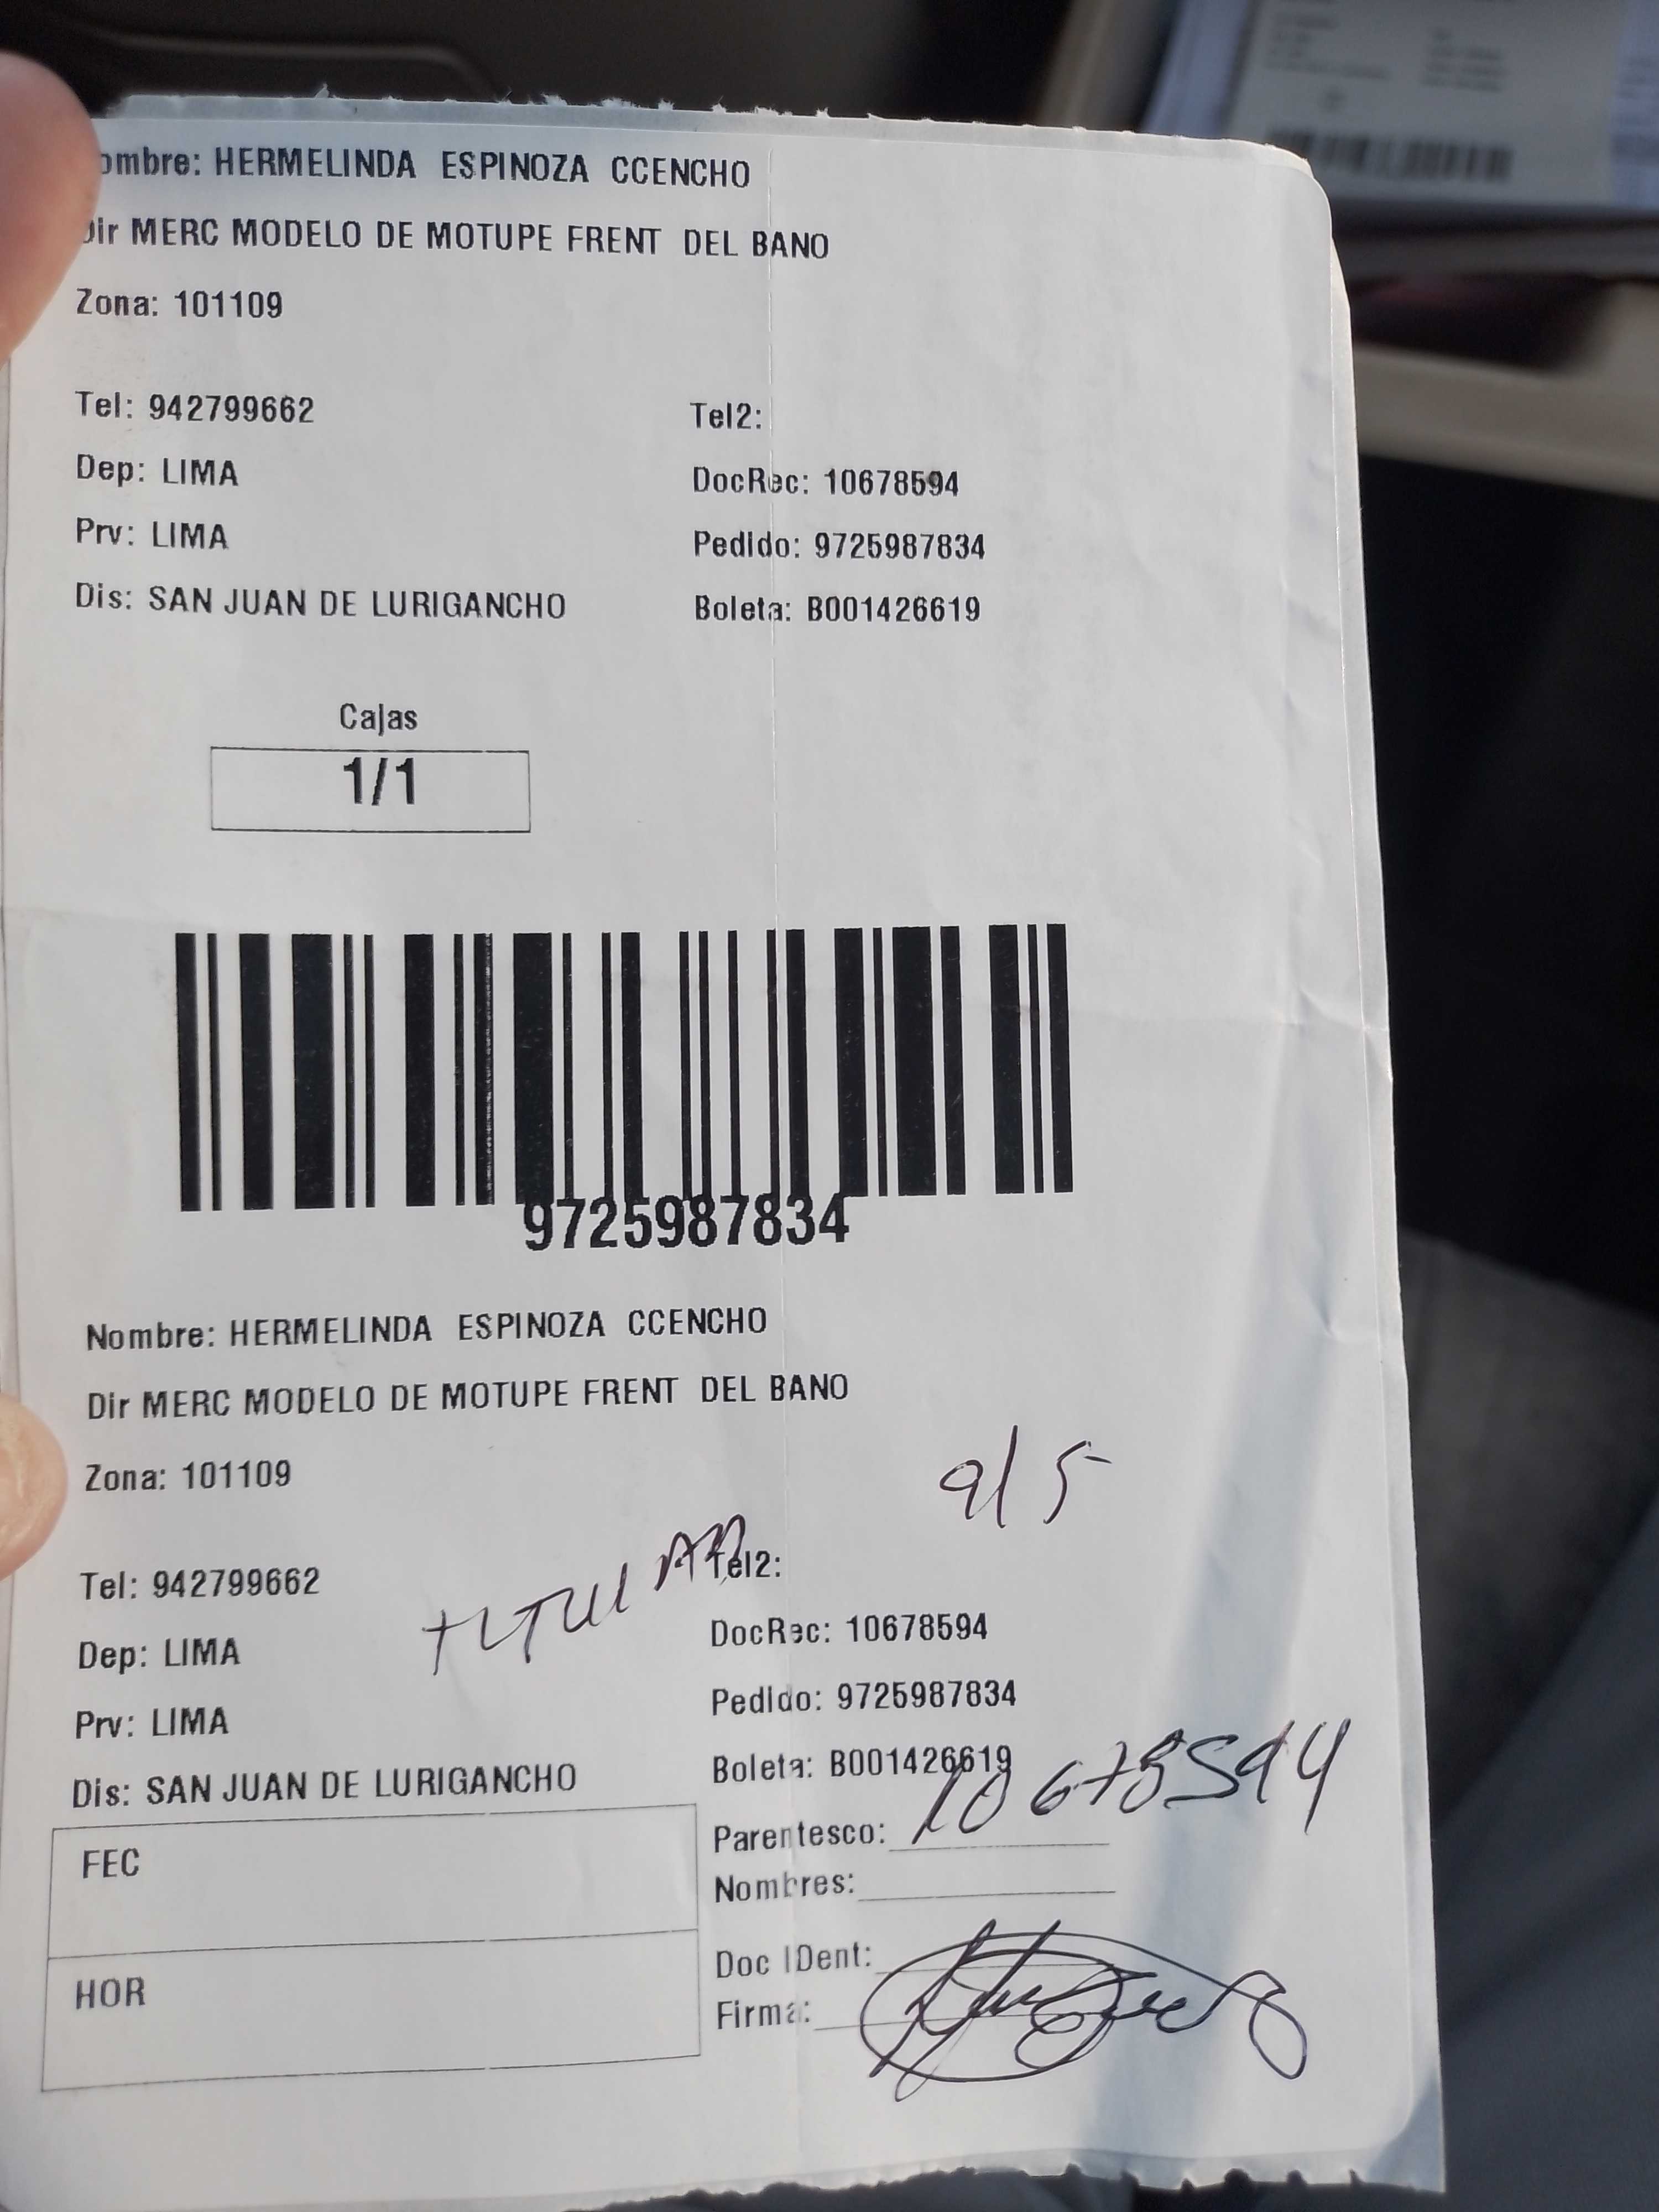 ombre: HERMELINDA ESPINOZA CCENCHO
Dir MERC MODELO DE MOTUPE FRENT DEL BANO
Zona: 101109
Tel: 942799662
Tel2:
Dep: LIMA
DocRec: 10678594
Prv: LIMA
Pedido: 9725987834
Dis: SAN JUAN DE LURIGANCHO
Boleta: B001426619
Cajas
1/1
9725987834
Nombre: HERMELINDA ESPINOZA CCENCHO
Dir MERC MODELO DE MOTUPE FRENT DEL BANO
Zona: 101109
9/5
Tel: 942799662
TITULAR
Tel2:
Dep: LIMA
DocRec: 10678594
Prv: LIMA
Pedido: 9725987834
Dis: SAN JUAN DE LURIGANCHO
Boleta: B001426619
Parentesco: 10678594
FEC
Nombres:
Doc IDent:
HOR
Firma: